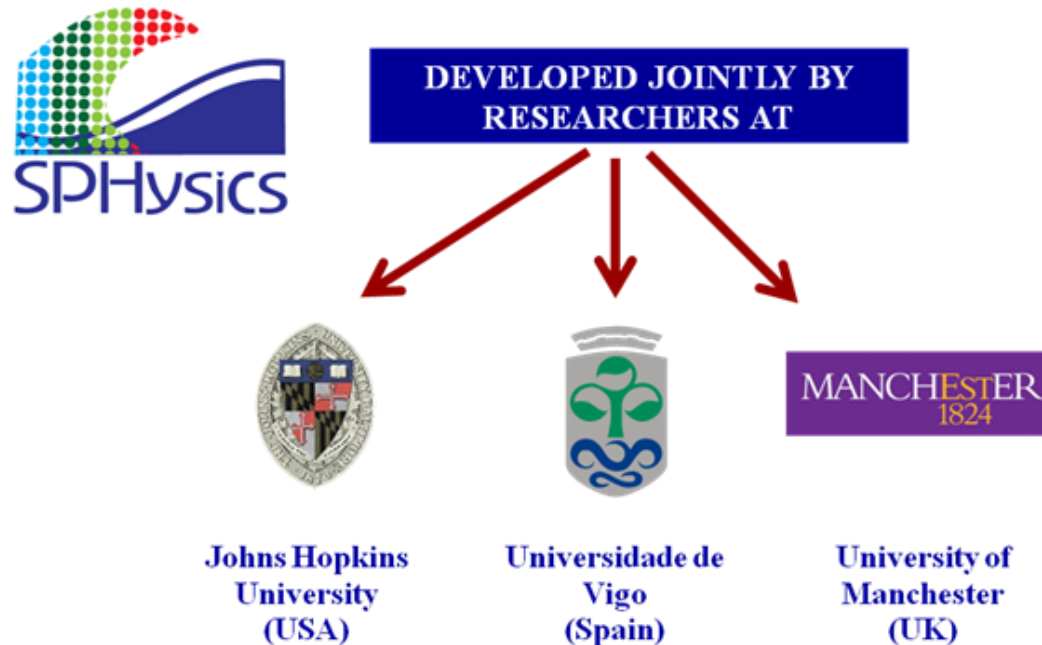 SPHysics
DEVELOPED JOINTLY BY
RESEARCHERS AT
MANCHESTER
1824
Johns Hopkins
University
(USA)
Universidade de
Vigo
(Spain)
University of
Manchester
(UK)